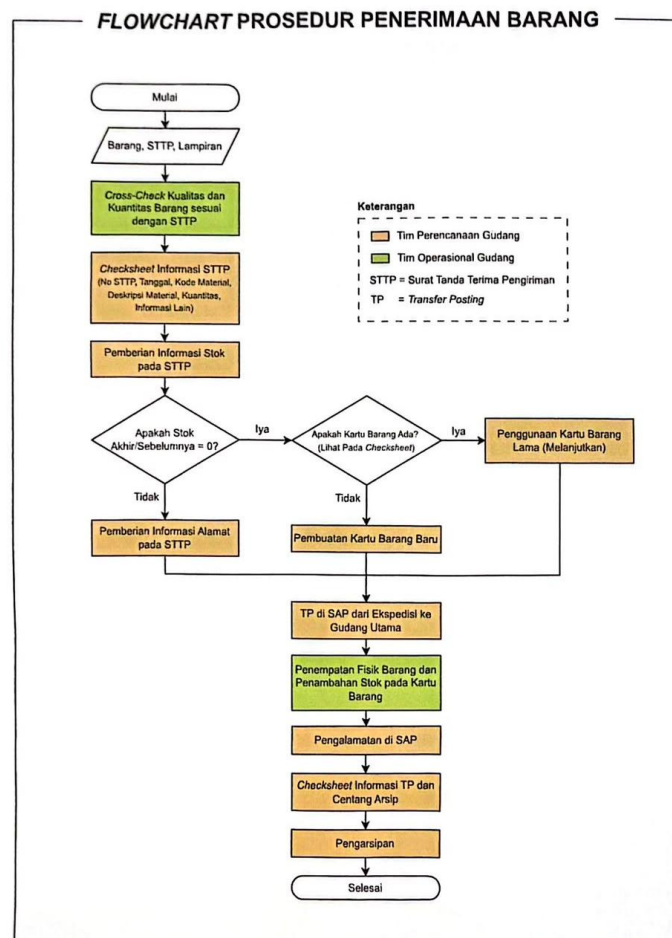 FLOWCHART PROSEDUR PENERIMAAN BARANG
Mulai
Barang, STTP, Lampiran
Cross-Check Kualitas dan
Kuantitas Barang sesuai
dengan STTP
Keterangan
Tim Perencanaan Gudang
Tim Operasional Gudang
STTP = Surat Tanda Terima Pengiriman
TP = Transfer Posting
Checksheet Informasi STTP
(No STTP, Tanggal, Kode Material,
Deskripsi Material, Kuantitas,
Informasi Lain)
Pemberian Informasi Stok
pada STTP
Apakah Stok
Akhir/Sebelumnya = 0?
Iya
Apakah Kartu Barang Ada?
(Lihat Pada Checksheet)
Iya
Penggunaan Kartu Barang
Lama (Melanjutkan)
Tidak
Tidak
Pemberian Informasi Alamat
pada STTP
Pembuatan Kartu Barang Baru
TP di SAP dari Ekspedisi ke
Gudang Utama
Penempatan Fisik Barang dan
Penambahan Stok pada Kartu
Barang
Pengalamatan di SAP
Checksheet Informasi TP dan
Centang Arsip
Pengarsipan
Selesai